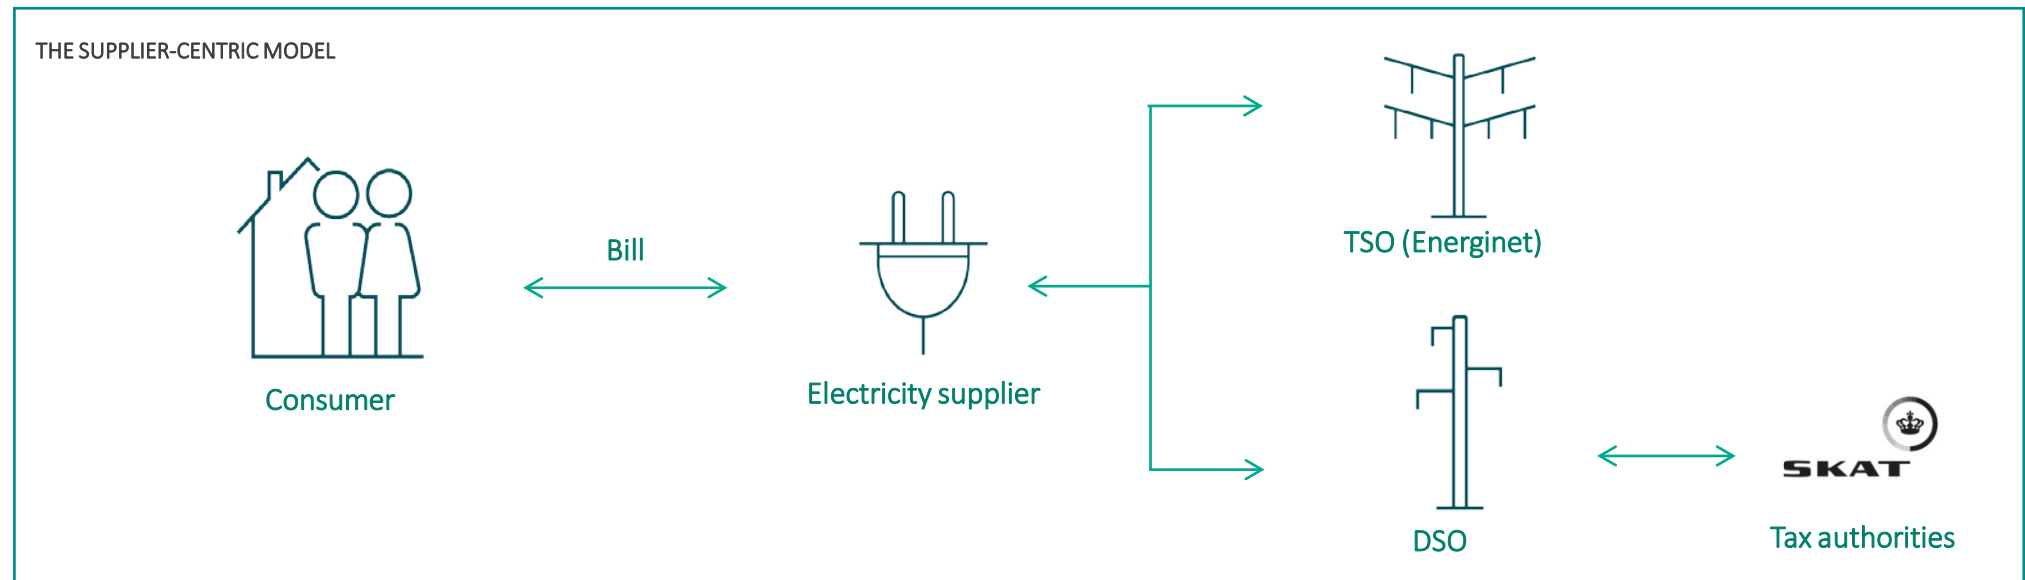 THE SUPPLIER-CENTRIC MODEL
Bill
TSO (Energinet)
Consumer
Electricity supplier
SKAT
DSO
Tax authorities